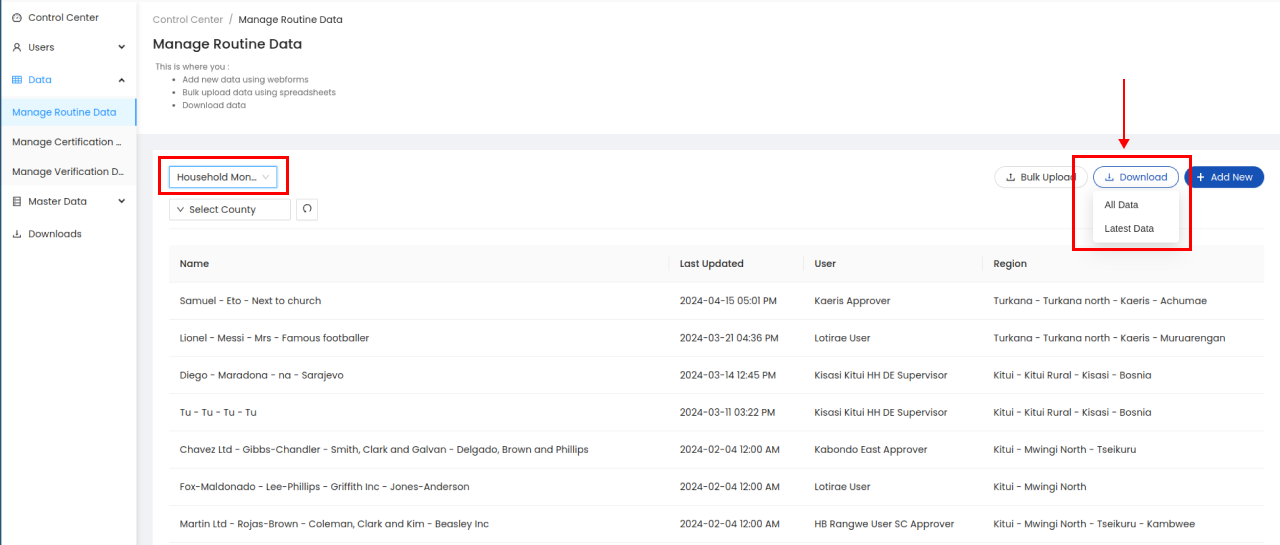 Control Center
Users
Data
Manage Routine Data
Manage Certification ...
Manage Verification D...
Master Data
Downloads
Control Center / Manage Routine Data
Manage Routine Data
This is where you :
• Add new data using webforms
• Bulk upload data using spreadsheets
• Download data
Household Mon...
Bulk Upload
Download
+ Add New
All Data
Latest Data
Select County
Name Last Updated User Region
Samuel - Eto - Next to church 2024-04-15 05:01 PM Kaeris Approver Turkana - Turkana north - Kaeris - Achumae
Lionel - Messi - Mrs - Famous footballer 2024-03-21 04:36 PM Lotirae User Turkana - Turkana north - Kaeris - Muruarengan
Diego - Maradona - na - Sarajevo 2024-03-14 12:45 PM Kisasi Kitui HH DE Supervisor Kitui - Kitui Rural - Kisasi - Bosnia
Tu - Tu - Tu - Tu 2024-03-11 03:22 PM Kisasi Kitui HH DE Supervisor Kitui - Kitui Rural - Kisasi - Bosnia
Chavez Ltd - Gibbs-Chandler - Smith, Clark and Galvan - Delgado, Brown and Phillips 2024-02-04 12:00 AM Kabondo East Approver Kitui - Mwingi North - Tseikuru
Fox-Maldonado - Lee-Phillips - Griffith Inc - Jones-Anderson 2024-02-04 12:00 AM Lotirae User Kitui - Mwingi North
Martin Ltd - Rojas-Brown - Coleman, Clark and Kim - Beasley Inc 2024-02-04 12:00 AM HB Rangwe User SC Approver Kitui - Mwingi North - Tseikuru - Kambwee